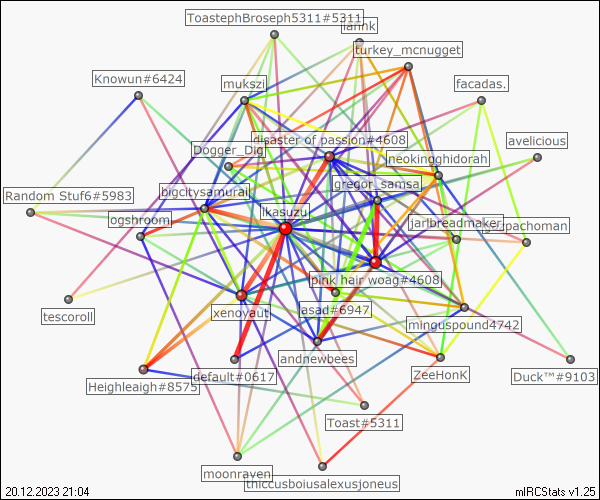 ToastephBroseph5311#5311
iannk
turkey_mcnugget
Knowun#6424
mukszi
facadas.
disaster of passion#4608
avelicious
Dogger_Dig
neokingghidorah
gregor_samsa
Random Stuf6#5983
bigcitysamurai
ikasuzu
ogshroom
jarlbreadmaker
gazpachoman
pink hair woag#4608
tescoroll
xenoyaut
asad#6947
minguspound4742
andnewbees
Heighleaigh#8575
default#0617
ZeeHonK
Duck™#9103
Toast#5311
moonraven
thiccusboiusalexusjoneus
20.12.2023 21:04
mIRCStats v1.25